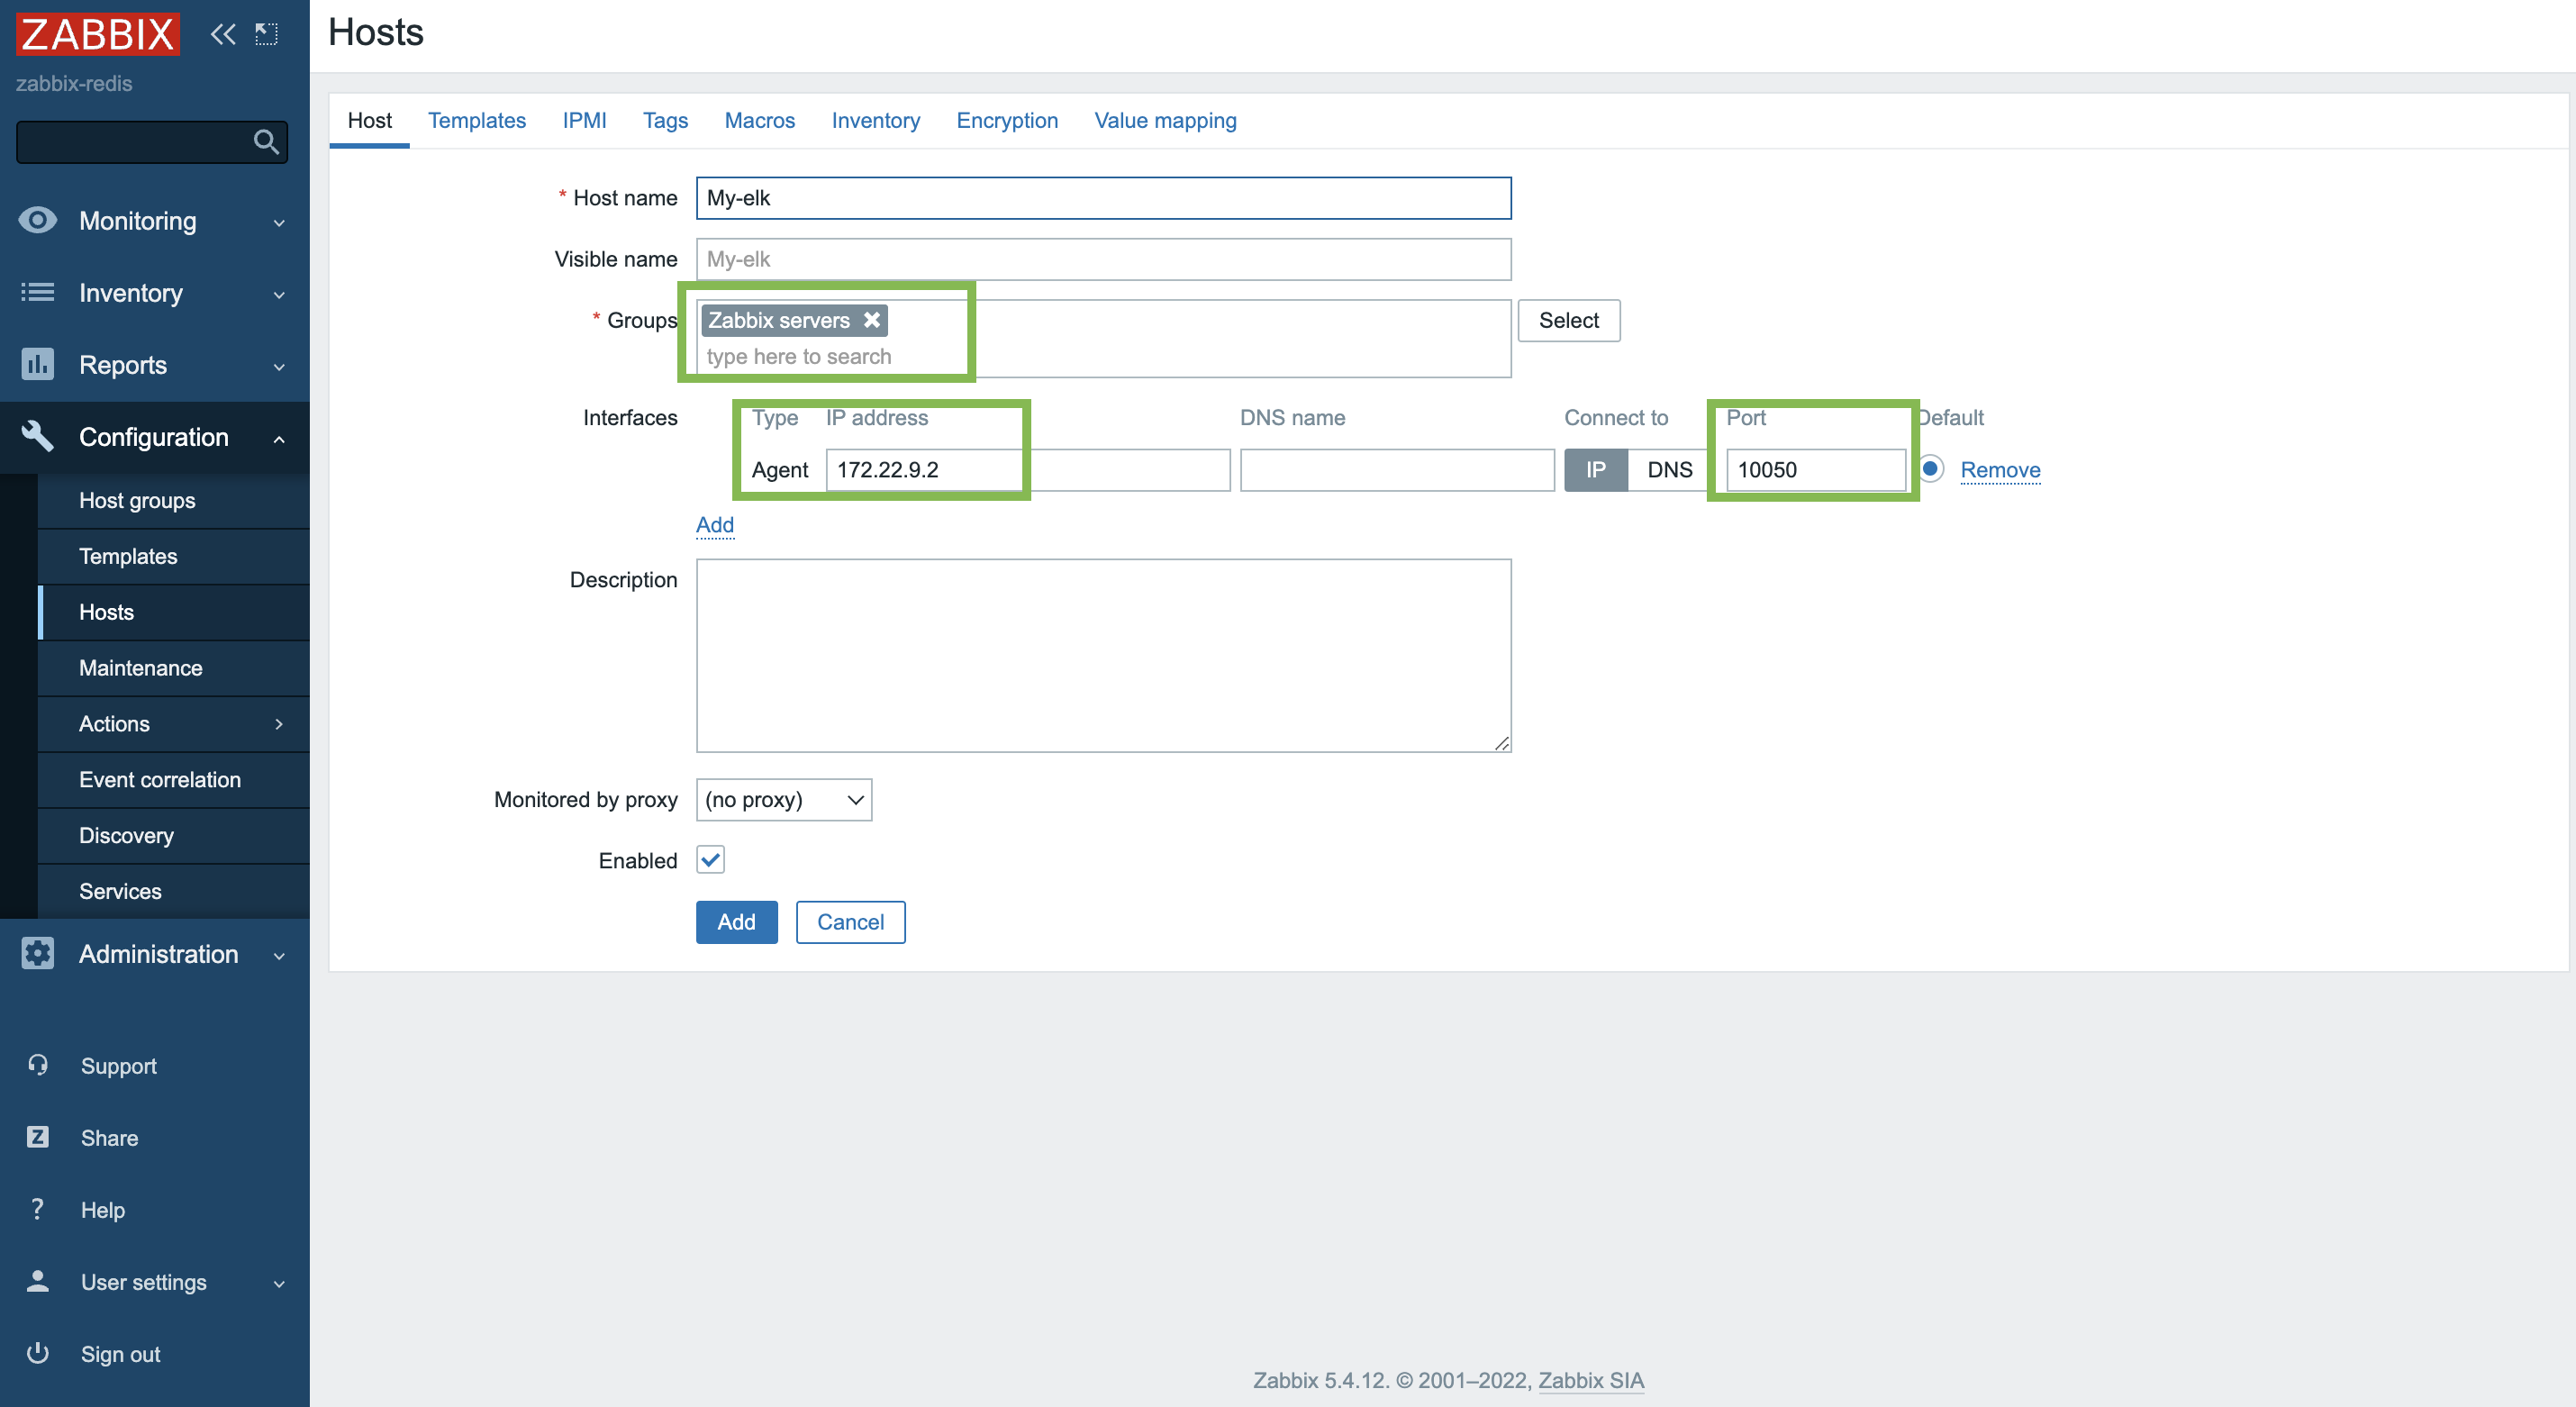 ZABBIX
zabbix-redis
Monitoring
Inventory
Reports
Configuration
Host groups
Templates
Hosts
Maintenance
Actions
Event correlation
Discovery
Services
Administration
Support
Share
Help
User settings
Sign out
Hosts
Host Templates IPMI Tags Macros Inventory Encryption Value mapping
* Host name My-elk
Visible name My-elk
* Groups Zabbix servers Select
type here to search
Interfaces Type IP address DNS name Connect to Port Default
Agent 172.22.9.2 IP DNS 10050 Remove
Add
Description
Monitored by proxy (no proxy)
Enabled
Add Cancel
Zabbix 5.4.12. © 2001–2022, Zabbix SIA